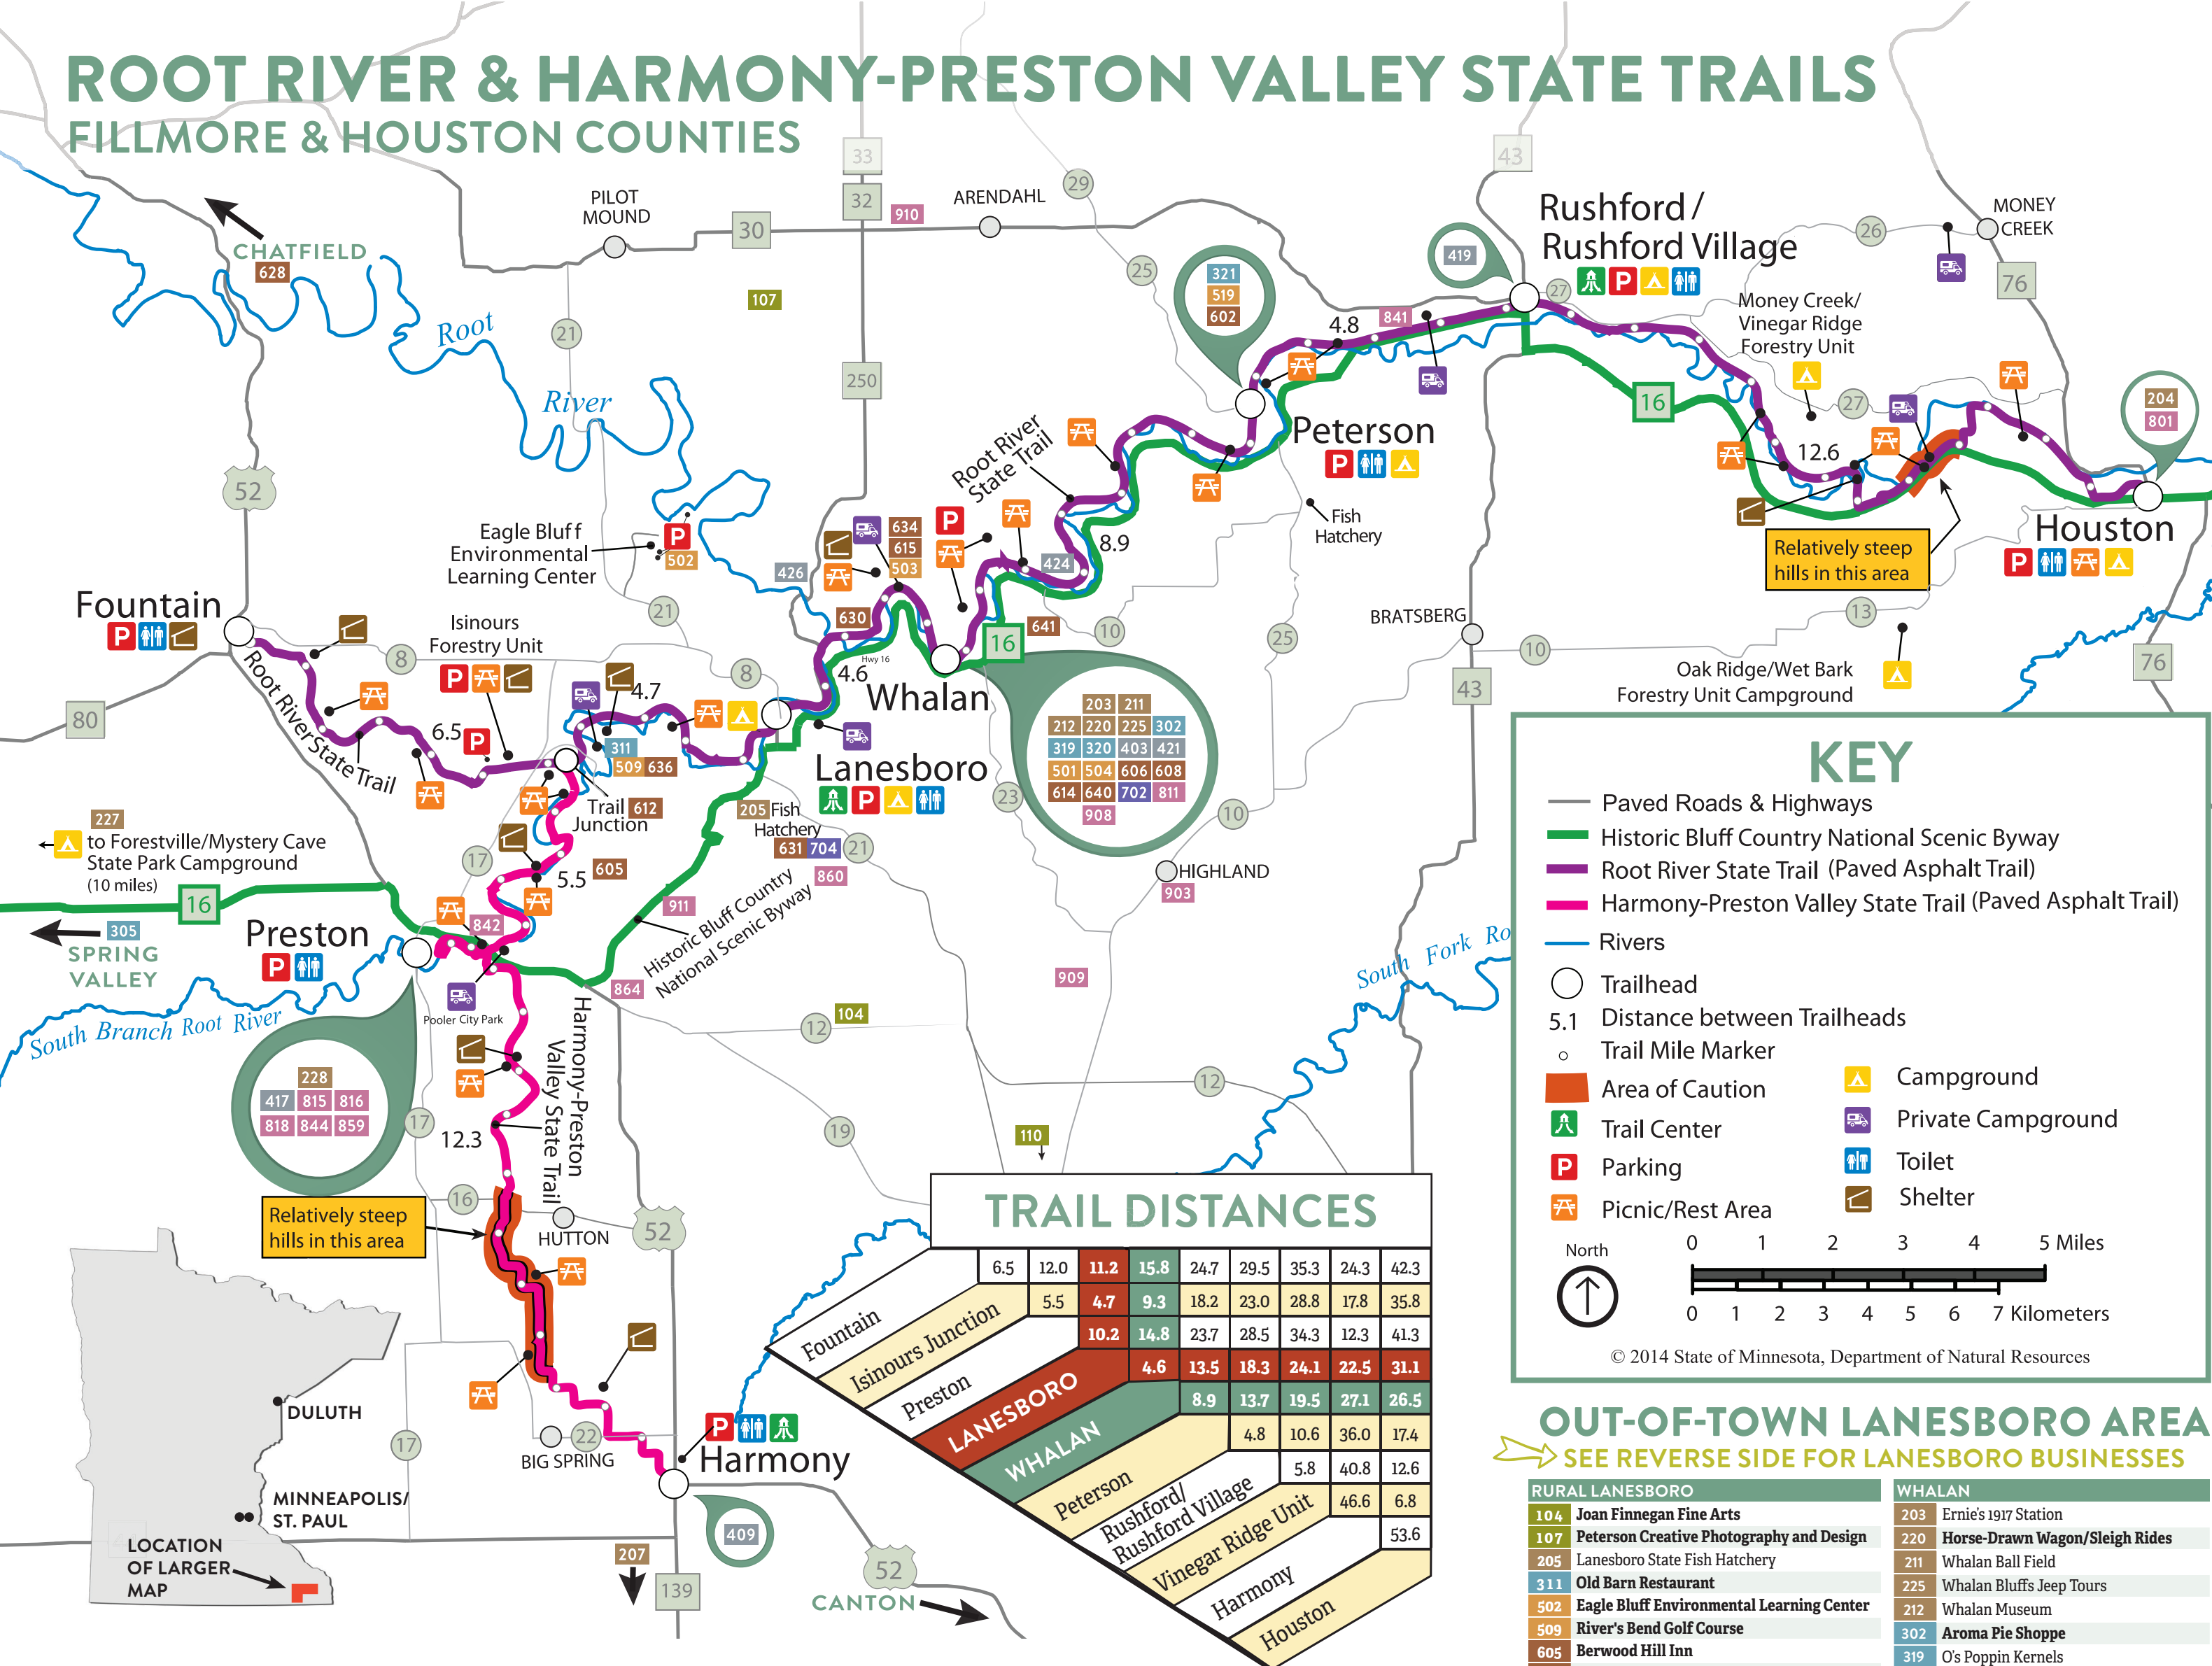 ROOT RIVER & HARMONY-PRESTON VALLEY STATE TRAILS
FILLMORE & HOUSTON COUNTIES
33
32
910
43
29
PILOT
MOUND
30
ARENDAHL
CHATFIELD
628
107
21
Root
River
250
25
321
519
602
419
Rushford /
Rushford Village
27
26
MONEY
CREEK
76
Money Creek/
Vinegar Ridge
Forestry Unit
4.8
841
16
27
204
801
52
Peterson
Root River
State Trail
12.6
Eagle Bluff
Environmental
Learning Center
502
426
634
615
503
424
8.9
Fish
Hatchery
Relatively steep
hills in this area
Houston
Fountain
Isinours
Forestry Unit
21
630
16
641
10
25
BRATSBERG
10
13
8
8
Hwy 16
4.6
Whalan
43
Oak Ridge/Wet Bark
Forestry Unit Campground
76
80
Root River State Trail
6.5
4.7
311
509 636
Lanesboro
203 211
212 220 225 302
319 320 403 421
501 504 606 608
614 640 702 811
908
23
10
Trail
Junction
612
205
Fish
Hatchery
631 704
21
860
227
to Forestville/Mystery Cave
State Park Campground
(10 miles)
17
5.5
605
HIGHLAND
903
16
305
SPRING
VALLEY
Preston
842
911
Historic Bluff Country
National Scenic Byway
864
909
South Fork Ro
South Branch Root River
Pooler City Park
104
12
12
228
417 815 816
818 844 859
17
Harmony-Preston
Valley State Trail
12.3
19
110
16
Relatively steep
hills in this area
HUTTON
52
BIG SPRING
22
17
Harmony
409
207
139
52
CANTON
DULUTH
MINNEAPOLIS/
ST. PAUL
LOCATION
OF LARGER
MAP
KEY
Paved Roads & Highways
Historic Bluff Country National Scenic Byway
Root River State Trail (Paved Asphalt Trail)
Harmony-Preston Valley State Trail (Paved Asphalt Trail)
Rivers
Trailhead
5.1 Distance between Trailheads
Trail Mile Marker
Area of Caution
Trail Center
P Parking
Picnic/Rest Area
Campground
Private Campground
Toilet
Shelter
North
0 1 2 3 4 5 Miles
0 1 2 3 4 5 6 7 Kilometers
© 2014 State of Minnesota, Department of Natural Resources
TRAIL DISTANCES
Fountain 6.5 12.0 11.2 15.8 24.7 29.5 35.3 24.3 42.3
Isinours Junction 5.5 4.7 9.3 18.2 23.0 28.8 17.8 35.8
Preston 10.2 14.8 23.7 28.5 34.3 12.3 41.3
LANESBORO 4.6 13.5 18.3 24.1 22.5 31.1
WHALAN 8.9 13.7 19.5 27.1 26.5
Peterson 4.8 10.6 36.0 17.4
Rushford/
Rushford Village 5.8 40.8 12.6
Vinegar Ridge Unit 46.6 6.8
Harmony 53.6
Houston
OUT-OF-TOWN LANESBORO AREA
SEE REVERSE SIDE FOR LANESBORO BUSINESSES
RURAL LANESBORO
104 Joan Finnegan Fine Arts
107 Peterson Creative Photography and Design
205 Lanesboro State Fish Hatchery
311 Old Barn Restaurant
502 Eagle Bluff Environmental Learning Center
509 River's Bend Golf Course
605 Berwood Hill Inn
WHALAN
203 Ernie's 1917 Station
220 Horse-Drawn Wagon/Sleigh Rides
211 Whalan Ball Field
225 Whalan Bluffs Jeep Tours
212 Whalan Museum
302 Aroma Pie Shoppe
319 O's Poppin Kernels